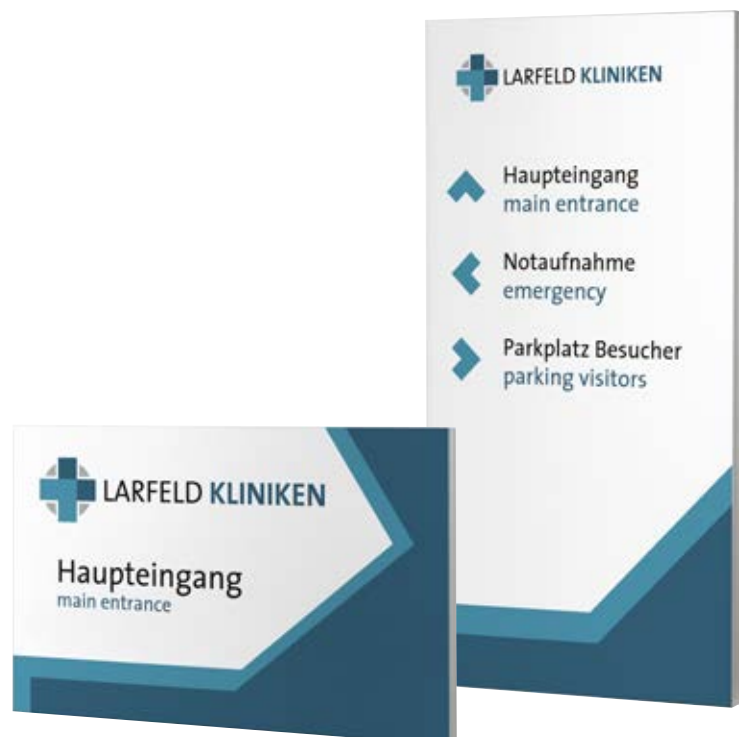 LARFELD KLINIKEN
Haupteingang
main entrance
Notaufnahme
emergency
Parkplatz Besucher
parking visitors
LARFELD KLINIKEN
Haupteingang
main entrance